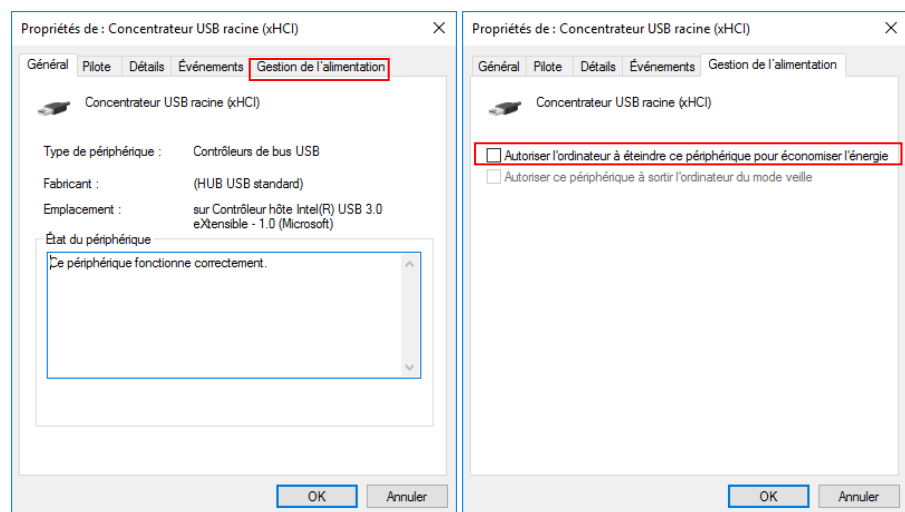 Propriétés de : Concentrateur USB racine (xHCI)
Général Pilote Détails Événements Gestion de l'alimentation
Concentrateur USB racine (xHCI)
Type de périphérique : Contrôleurs de bus USB
Fabricant : (HUB USB standard)
Emplacement : sur Contrôleur hôte Intel(R) USB 3.0
eXtensible - 1.0 (Microsoft)
État du périphérique
Ce périphérique fonctionne correctement.
OK Annuler
Propriétés de : Concentrateur USB racine (xHCI)
Général Pilote Détails Événements Gestion de l'alimentation
Concentrateur USB racine (xHCI)
Autoriser l'ordinateur à éteindre ce périphérique pour économiser l'énergie
Autoriser ce périphérique à sortir l'ordinateur du mode veille
OK Annuler